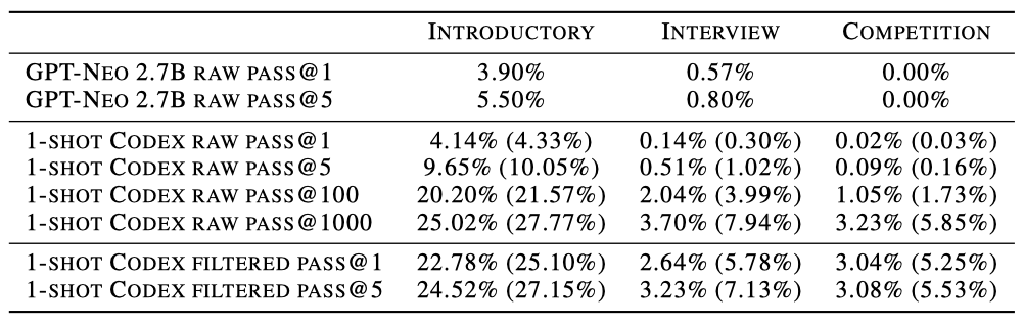 INTRODUCTORY INTERVIEW COMPETITION
GPT-NEO 2.7B RAW PASS@1 3.90% 0.57% 0.00%
GPT-NEO 2.7B RAW PASS@5 5.50% 0.80% 0.00%
1-SHOT CODEX RAW PASS@1 4.14% (4.33%) 0.14% (0.30%) 0.02% (0.03%)
1-SHOT CODEX RAW PASS@5 9.65% (10.05%) 0.51% (1.02%) 0.09% (0.16%)
1-SHOT CODEX RAW PASS@100 20.20% (21.57%) 2.04% (3.99%) 1.05% (1.73%)
1-SHOT CODEX RAW PASS@1000 25.02% (27.77%) 3.70% (7.94%) 3.23% (5.85%)
1-SHOT CODEX FILTERED PASS@1 22.78% (25.10%) 2.64% (5.78%) 3.04% (5.25%)
1-SHOT CODEX FILTERED PASS@5 24.52% (27.15%) 3.23% (7.13%) 3.08% (5.53%)